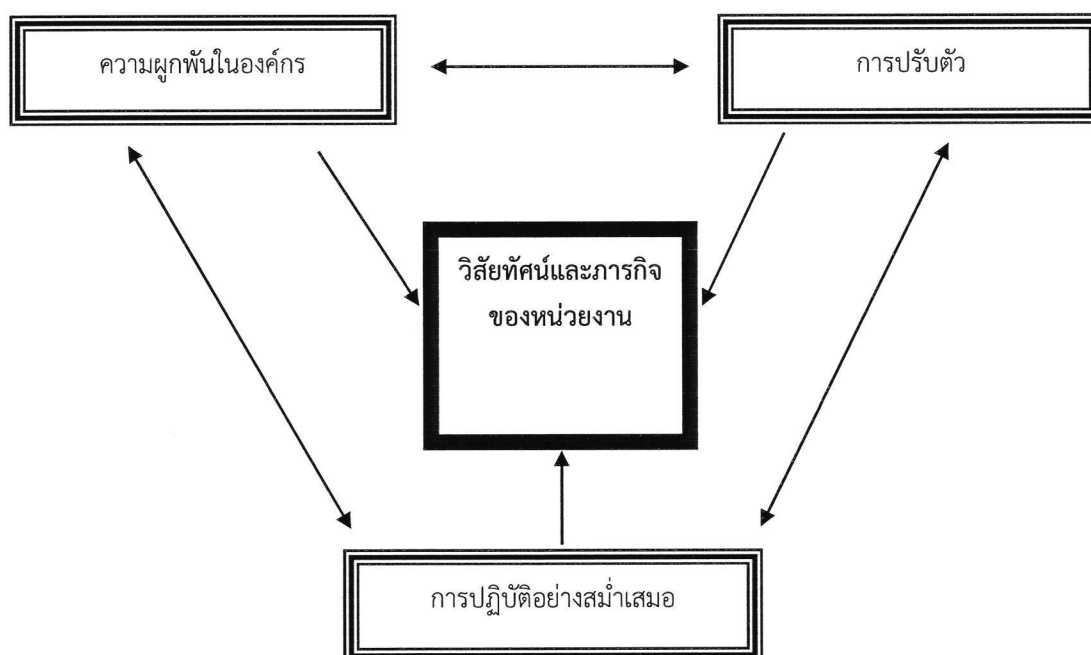 ความผูกพันในองค์กร
การปรับตัว
วิสัยทัศน์และภารกิจ
ของหน่วยงาน
การปฏิบัติอย่างสม่ำเสมอ